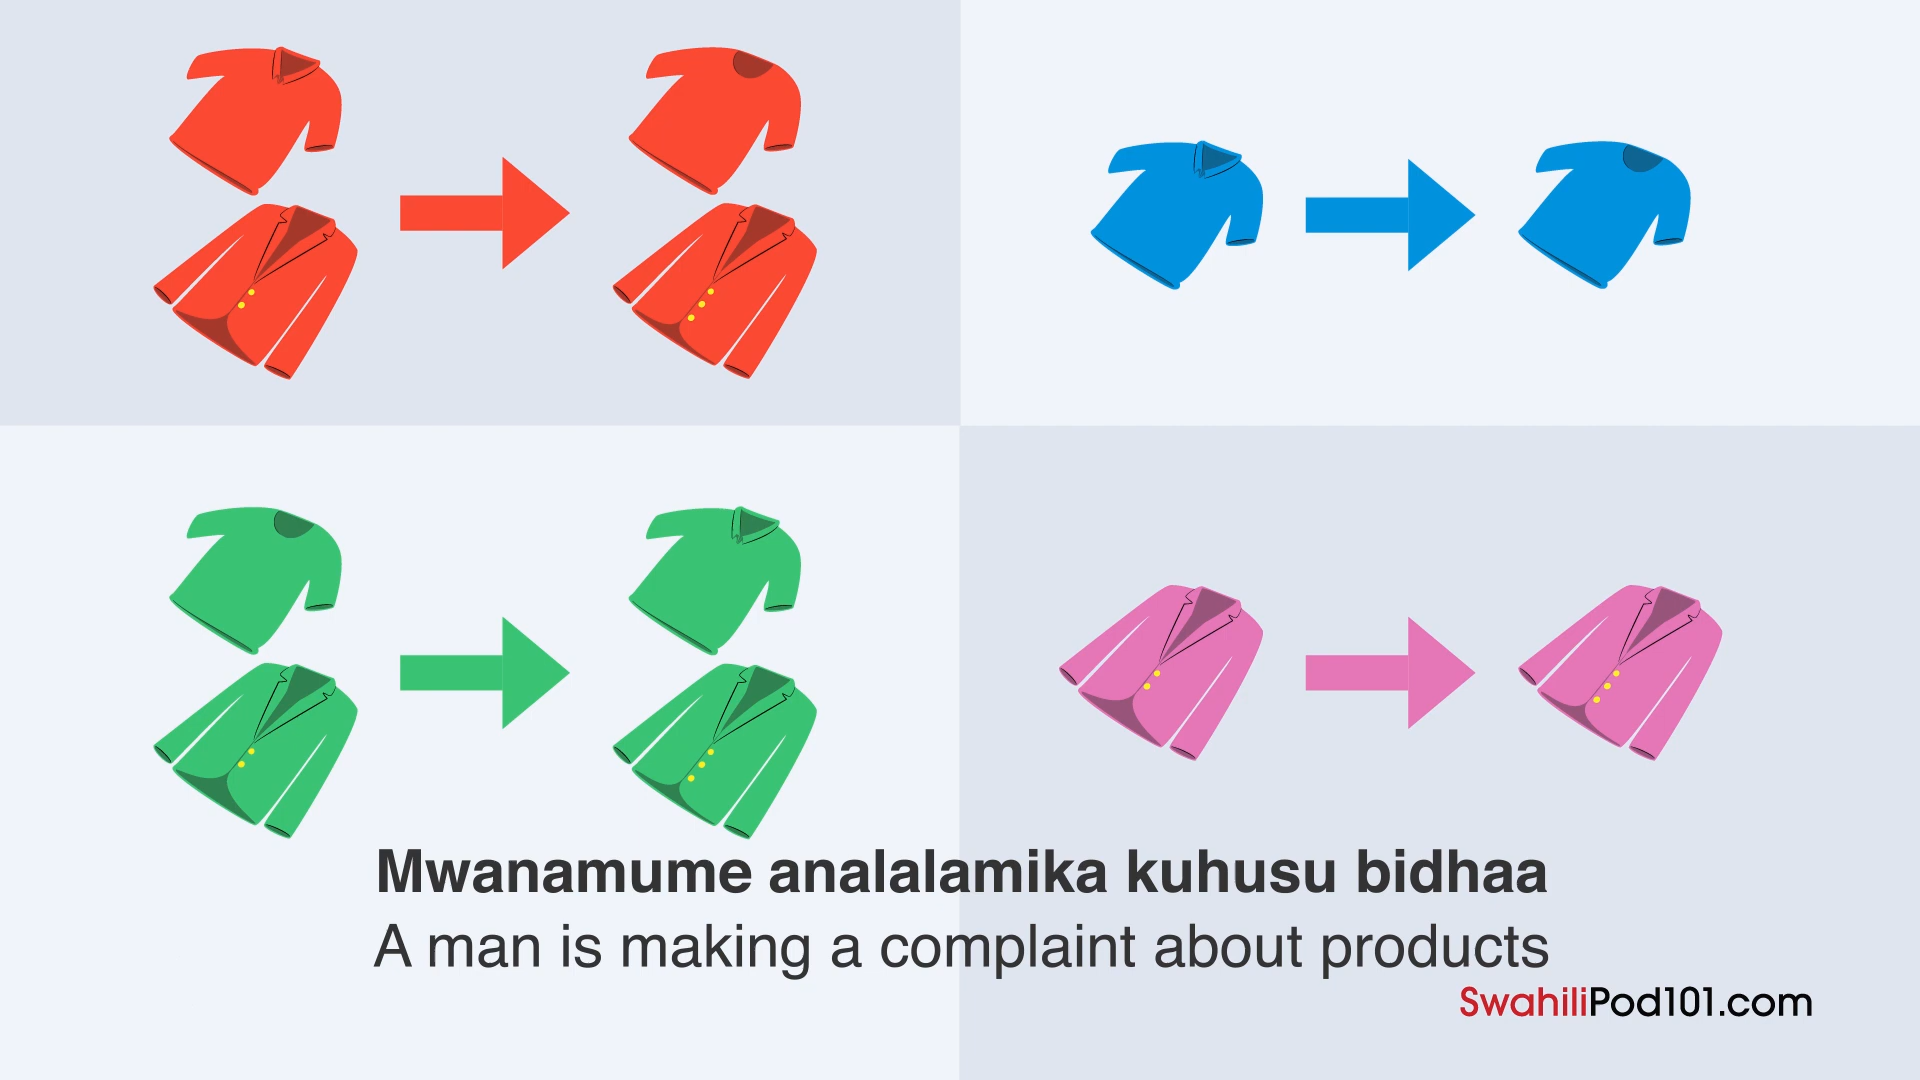 Mwanamume analalamika kuhusu bidhaa
A man is making a complaint about products
SwahiliPod101.com